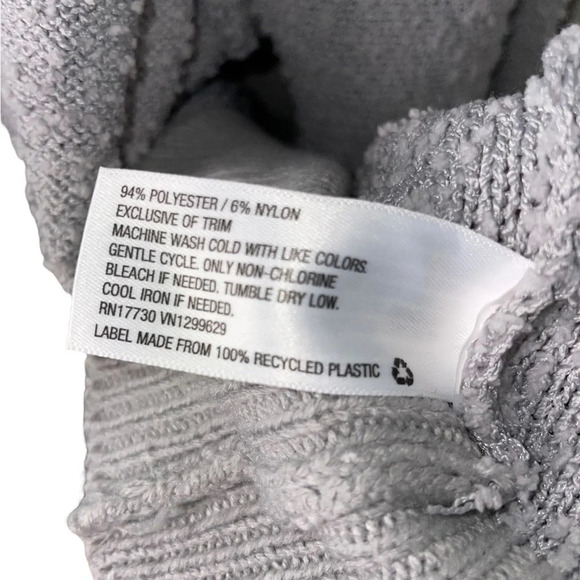 94% POLYESTER / 6% NYLON
EXCLUSIVE OF TRIM
MACHINE WASH COLD WITH LIKE COLORS.
GENTLE CYCLE. ONLY NON-CHLORINE
BLEACH IF NEEDED. TUMBLE DRY LOW.
COOL IRON IF NEEDED.
RN17730 VN1299629
LABEL MADE FROM 100% RECYCLED PLASTIC